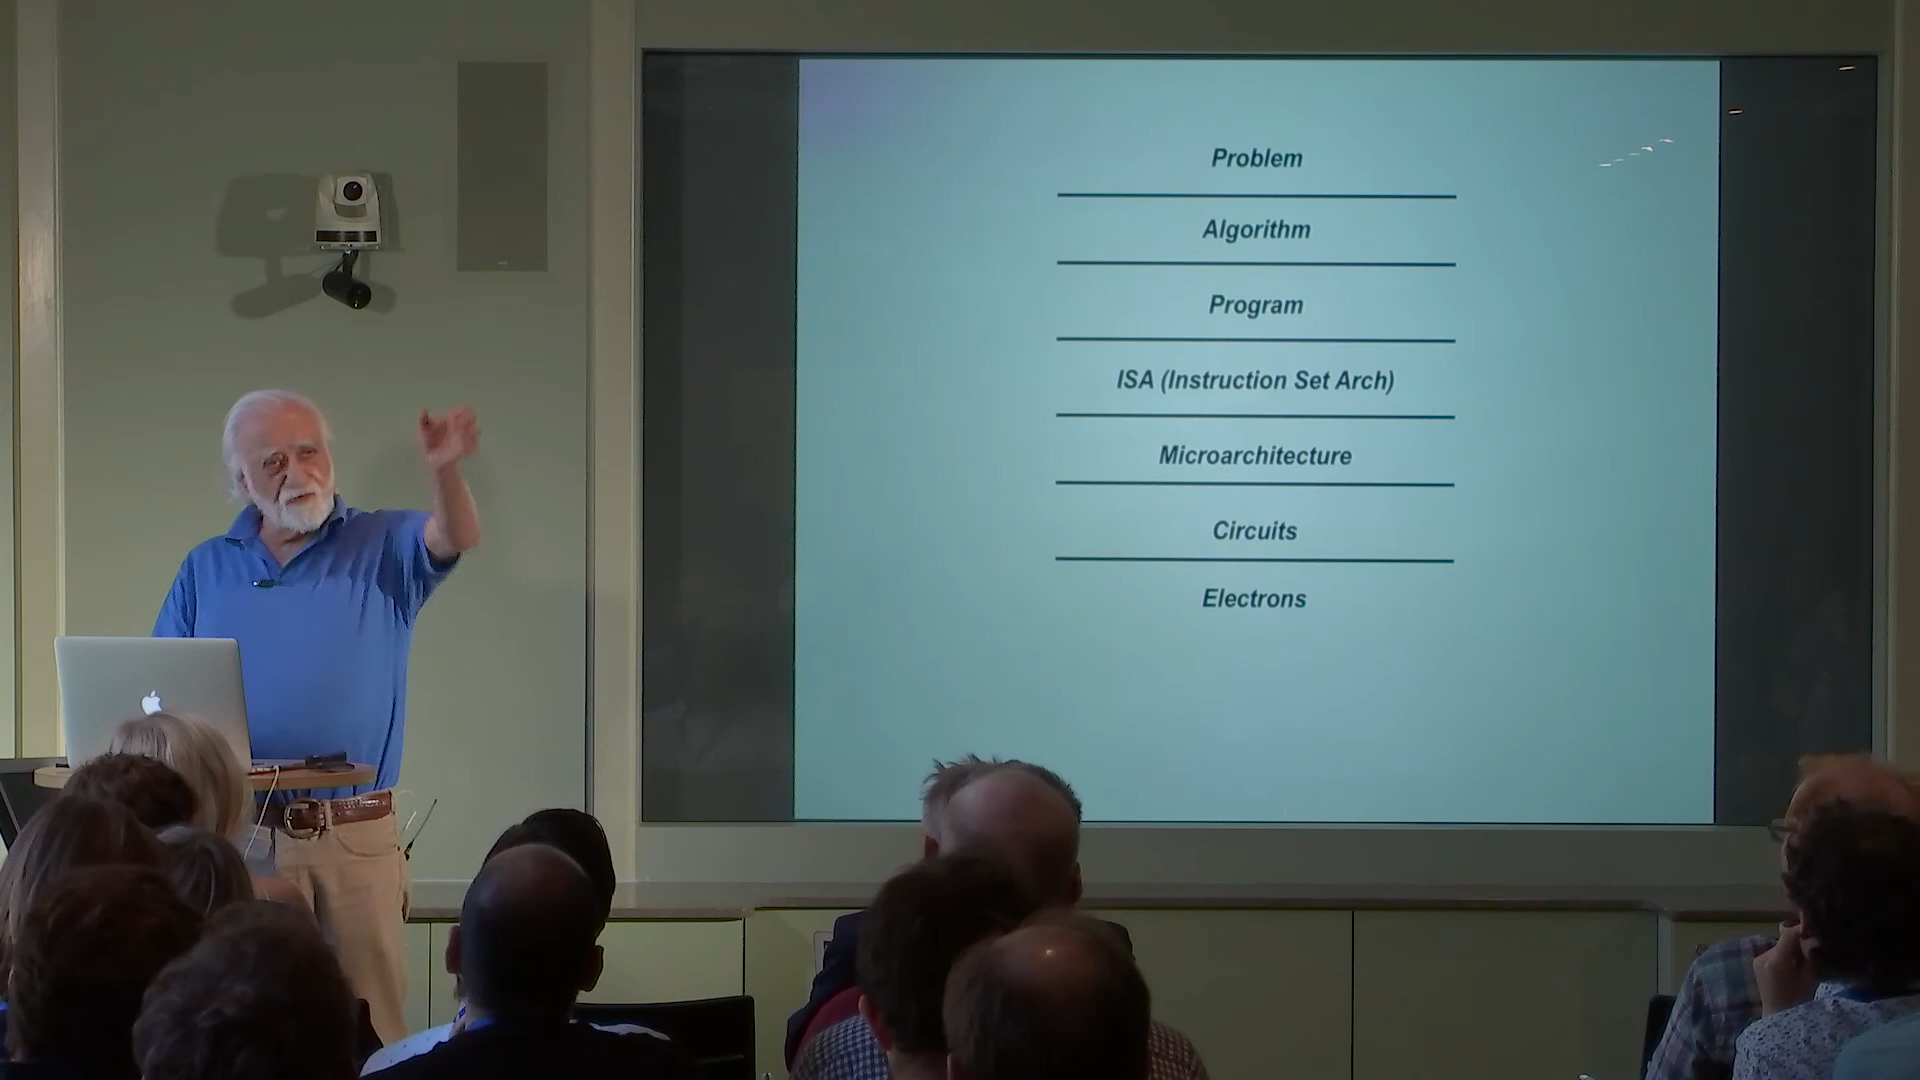 Problem
Algorithm
Program
ISA (Instruction Set Arch)
Microarchitecture
Circuits
Electrons